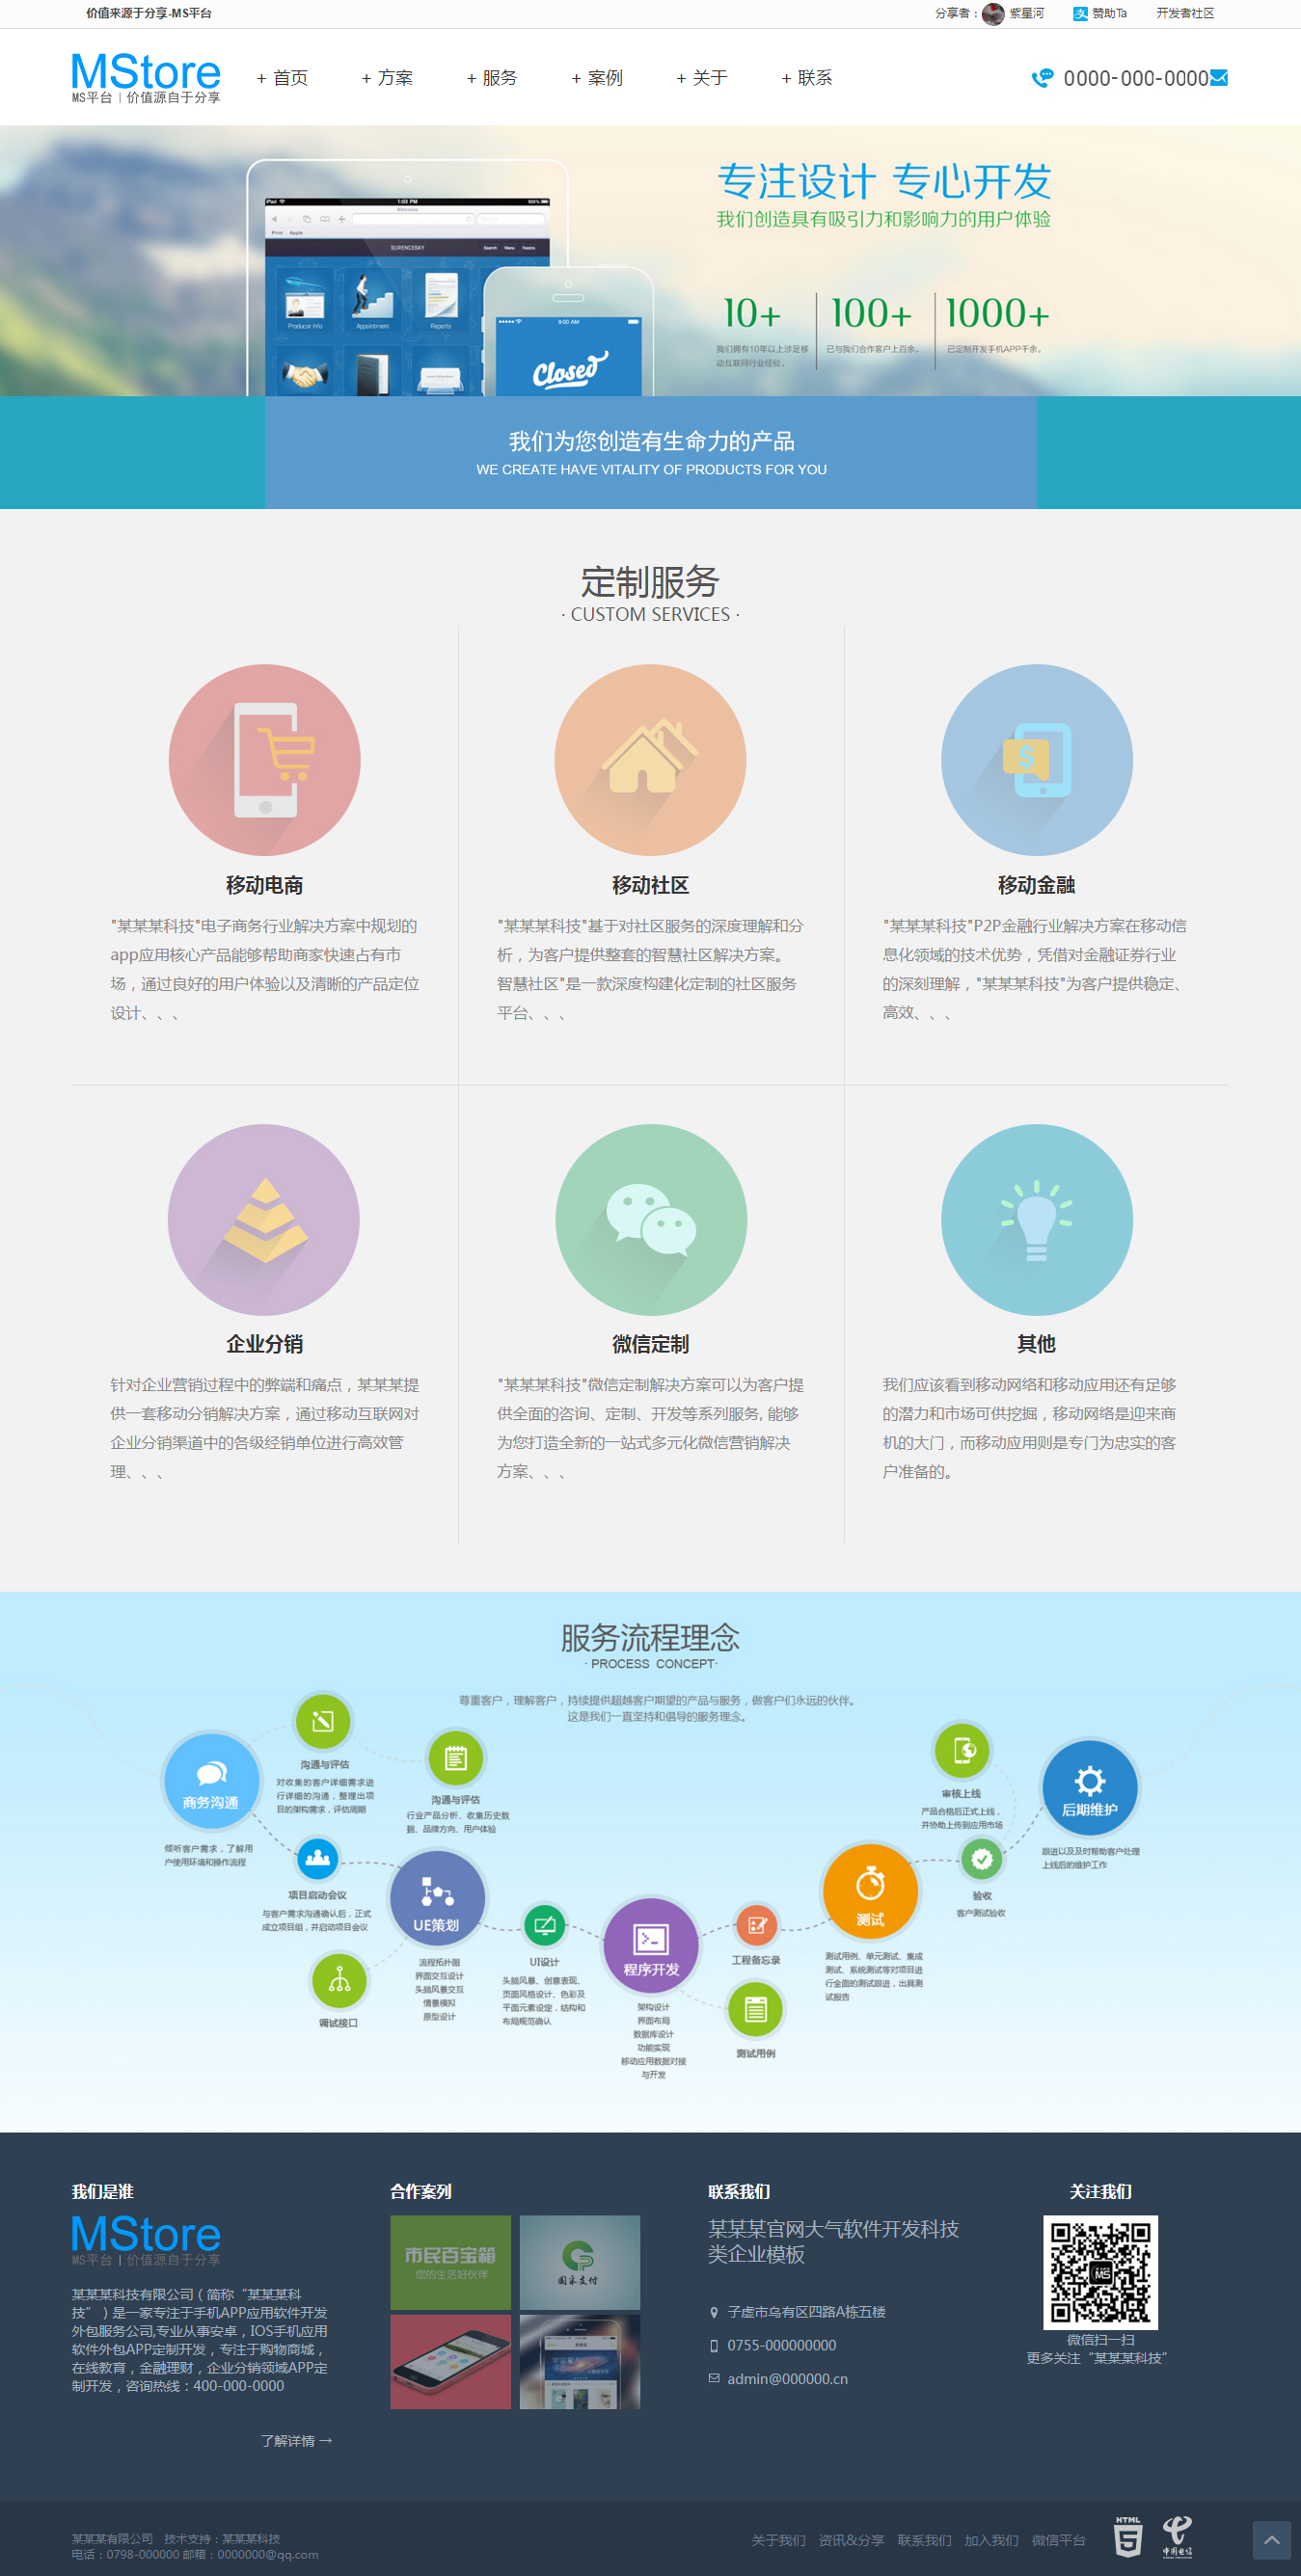 价值来源于分享-MS平台
分享者：紫星河 赞助Ta 开发者社区
MStore
MS平台 | 价值源自于分享
+ 首页 + 方案 + 服务 + 案例 + 关于 + 联系
0000-000-0000
专注设计 专心开发
我们创造具有吸引力和影响力的用户体验
iPad 1:03 PM 100%
Welcome
Print Apple
SURENCEBAY Search Menu Basics
Producer Info Appointment Reports
9:00 AM
Closed
10+ 100+ 1000+
我们拥有10年以上涉足移
动互联网行业经验。
已与我们合作客户上百余。
已定制开发手机APP千余。
我们为您创造有生命力的产品
WE CREATE HAVE VITALITY OF PRODUCTS FOR YOU
定制服务
· CUSTOM SERVICES ·
移动电商
"某某某科技"电子商务行业解决方案中规划的
app应用核心产品能够帮助商家快速占有市
场，通过良好的用户体验以及清晰的产品定位
设计、、、
移动社区
"某某某科技"基于对社区服务的深度理解和分
析，为客户提供整套的智慧社区解决方案。
智慧社区"是一款深度构建化定制的社区服务
平台、、、
移动金融
"某某某科技"P2P金融行业解决方案在移动信
息化领域的技术优势，凭借对金融证券行业
的深刻理解，"某某某科技"为客户提供稳定、
高效、、、
企业分销
针对企业营销过程中的弊端和痛点，某某某提
供一套移动分销解决方案，通过移动互联网对
企业分销渠道中的各级经销单位进行高效管
理、、、
微信定制
"某某某科技"微信定制解决方案可以为客户提
供全面的咨询、定制、开发等系列服务, 能够
为您打造全新的一站式多元化微信营销解决
方案、、、
其他
我们应该看到移动网络和移动应用还有足够
的潜力和市场可供挖掘，移动网络是迎来商
机的大门，而移动应用则是专门为忠实的客
户准备的。
服务流程理念
· PROCESS CONCEPT·
尊重客户，理解客户，持续提供超越客户期望的产品与服务，做客户们永远的伙伴。
这是我们一直坚持和倡导的服务理念。
商务沟通
倾听客户需求，了解用
户使用环境和操作流程
沟通与评估
对收集的客户详细需求进
行详细的沟通，整理出项
目的架构需求，评估周期
沟通与评估
行业产品分析、收集历史数
据、品牌方向、用户体验
项目启动会议
与客户需求沟通确认后，正式
成立项目组，并启动项目会议
调试接口
UE策划
流程拓扑图
界面交互设计
头脑风景交互
情景模拟
原型设计
UI设计
头脑风暴、创意表现、
页面风格设计、色彩及
平面元素设定，结构和
布局规范确认
程序开发
架构设计
界面布局
数据库设计
功能实现
移动应用数据对接
与开发
工程备忘录
测试用例
测试
测试用例、单元测试、集成
测试、系统测试等对项目进
行全面的测试跟进，出具测
试报告
审核上线
产品合格后正式上线，
并协助上传到应用市场
验收
客户测试验收
后期维护
跟进以及及时帮助客户处理
上线后的维护工作
我们是谁
MStore
MS平台 | 价值源自于分享
某某某科技有限公司（简称“某某某科
技”）是一家专注于手机APP应用软件开发
外包服务公司,专业从事安卓，IOS手机应用
软件外包APP定制开发，专注于购物商城，
在线教育，金融理财，企业分销领域APP定
制开发，咨询热线：400-000-0000
了解详情 →
合作案列
市民百宝箱
您的生活好伙伴
国采支付
联系我们
某某某官网大气软件开发科技
类企业模板
子虚市乌有区四路A栋五楼
0755-000000000
admin@000000.cn
关注我们
MS
微信扫一扫
更多关注“某某某科技”
某某某有限公司 技术支持：某某某科技
电话：0798-000000 邮箱：0000000@qq.com
关于我们 资讯&分享 联系我们 加入我们 微信平台
HTML
5
中国电信